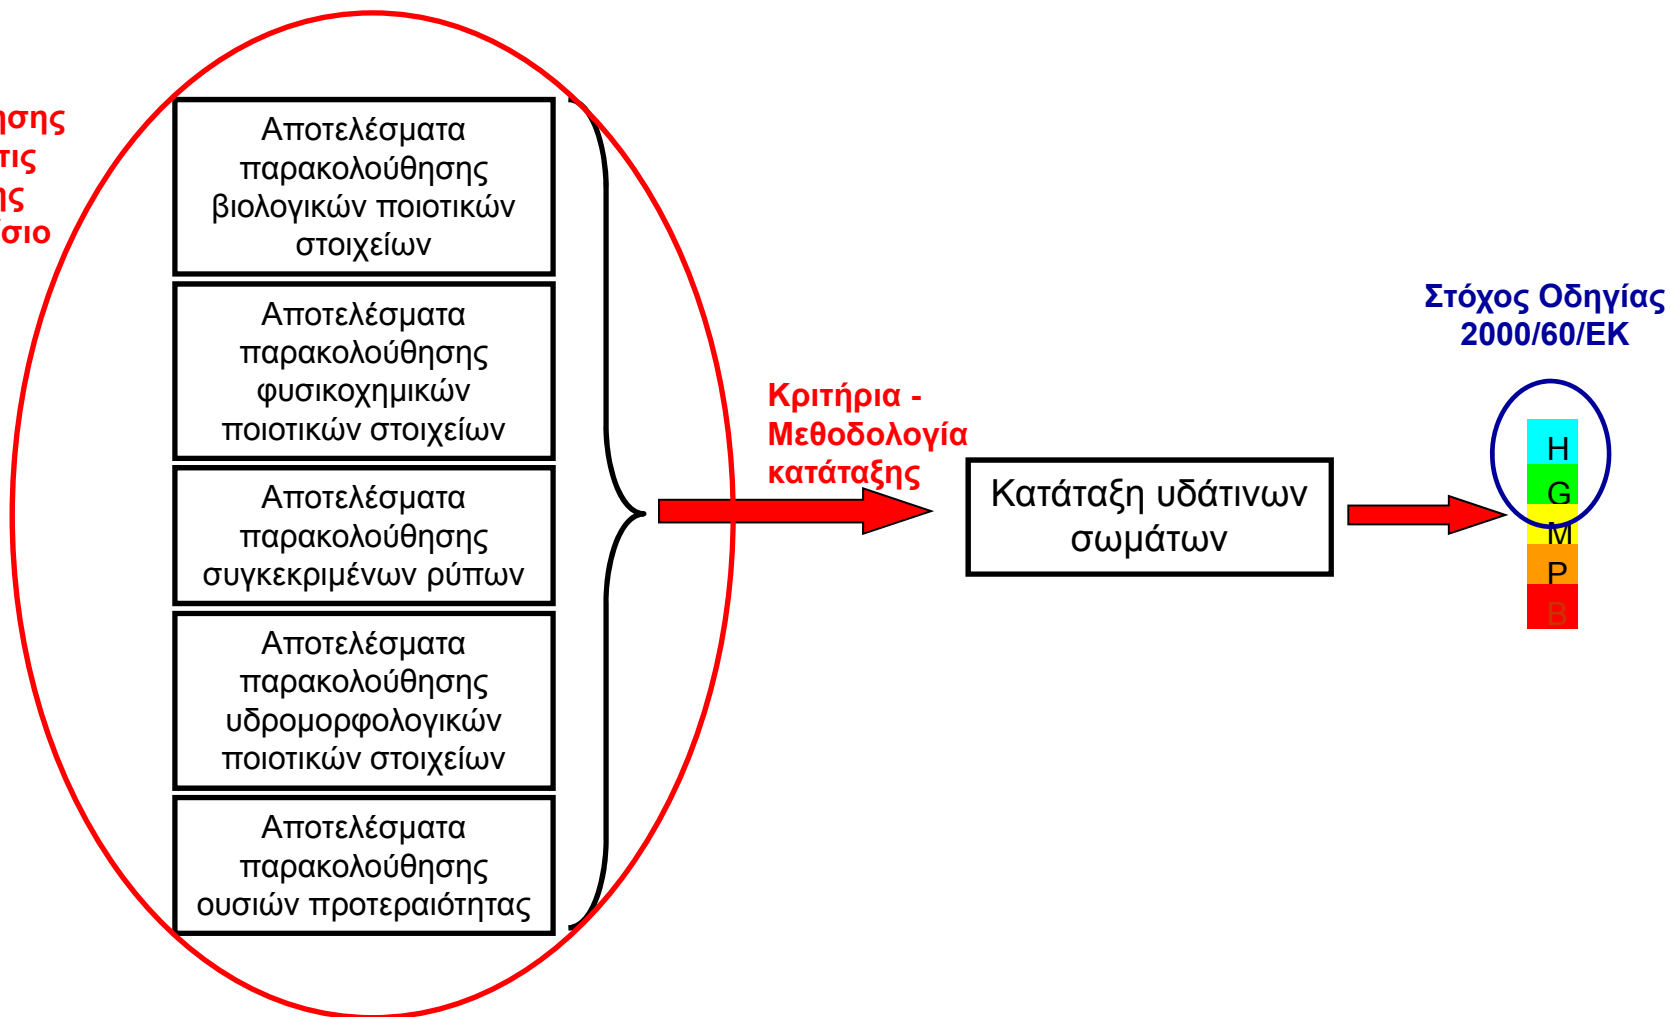 Αποτελέσματα
παρακολούθησης
βιολογικών ποιοτικών
στοιχείων
Αποτελέσματα
παρακολούθησης
φυσικοχημικών
ποιοτικών στοιχείων
Αποτελέσματα
παρακολούθησης
συγκεκριμένων ρύπων
Αποτελέσματα
παρακολούθησης
υδρομορφολογικών
ποιοτικών στοιχείων
Αποτελέσματα
παρακολούθησης
ουσιών προτεραιότητας
Κριτήρια -
Μεθοδολογία
κατάταξης
Κατάταξη υδάτινων
σωμάτων
Στόχος Οδηγίας
2000/60/ΕΚ
H
G
M
P
B